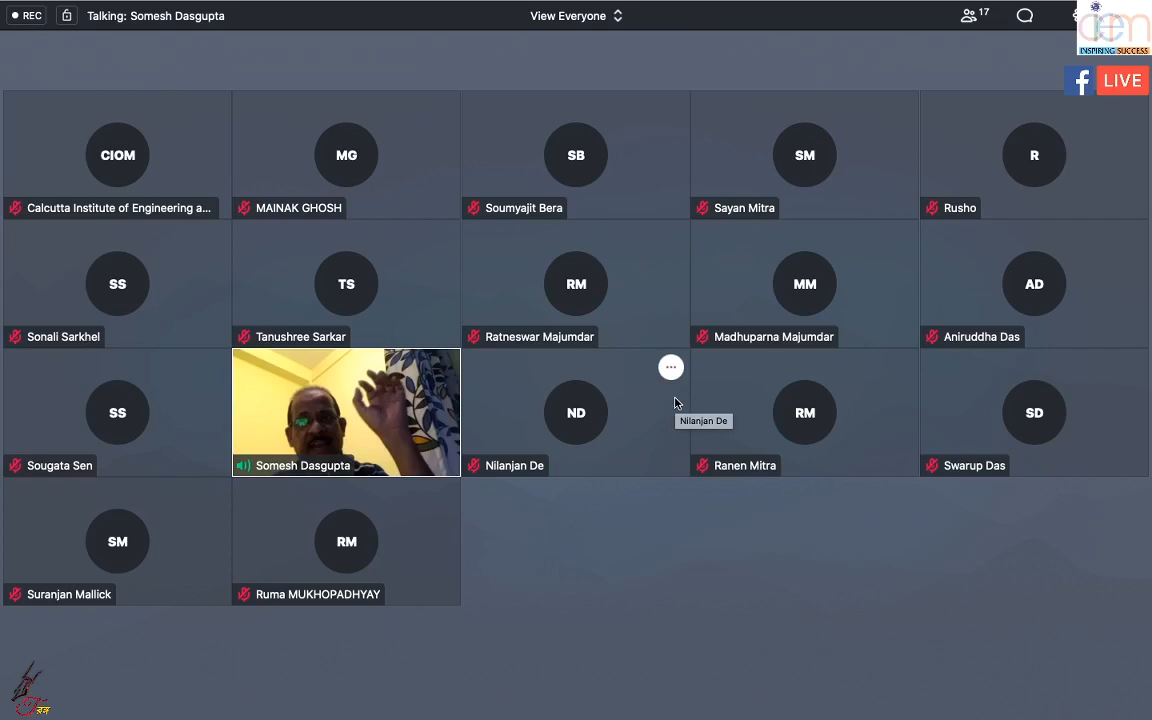 REC
Talking: Somesh Dasgupta
View Everyone
17
iem
INSPIRING SUCCESS
f LIVE
CIOM
MG
SB
SM
R
Calcutta Institute of Engineering a...
MAINAK GHOSH
Soumyajit Bera
Sayan Mitra
Rusho
SS
TS
RM
MM
AD
Sonali Sarkhel
Tanushree Sarkar
Ratneswar Majumdar
Madhuparna Majumdar
Aniruddha Das
SS
ND
RM
SD
Nilanjan De
Sougata Sen
Somesh Dasgupta
Nilanjan De
Ranen Mitra
Swarup Das
SM
RM
Suranjan Mallick
Ruma MUKHOPADHYAY